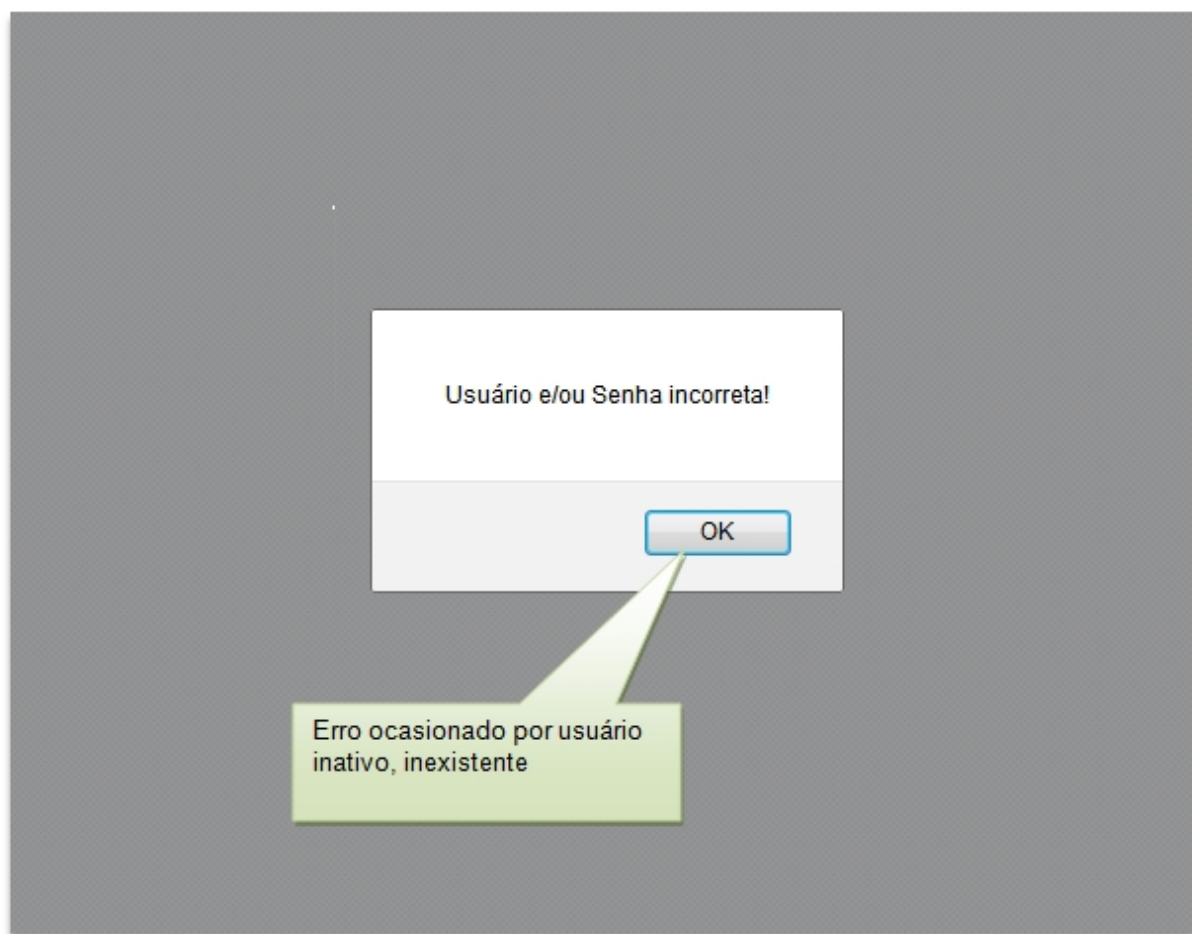 Usuário e/ou Senha incorreta!
OK
Erro ocasionado por usuário
inativo, inexistente